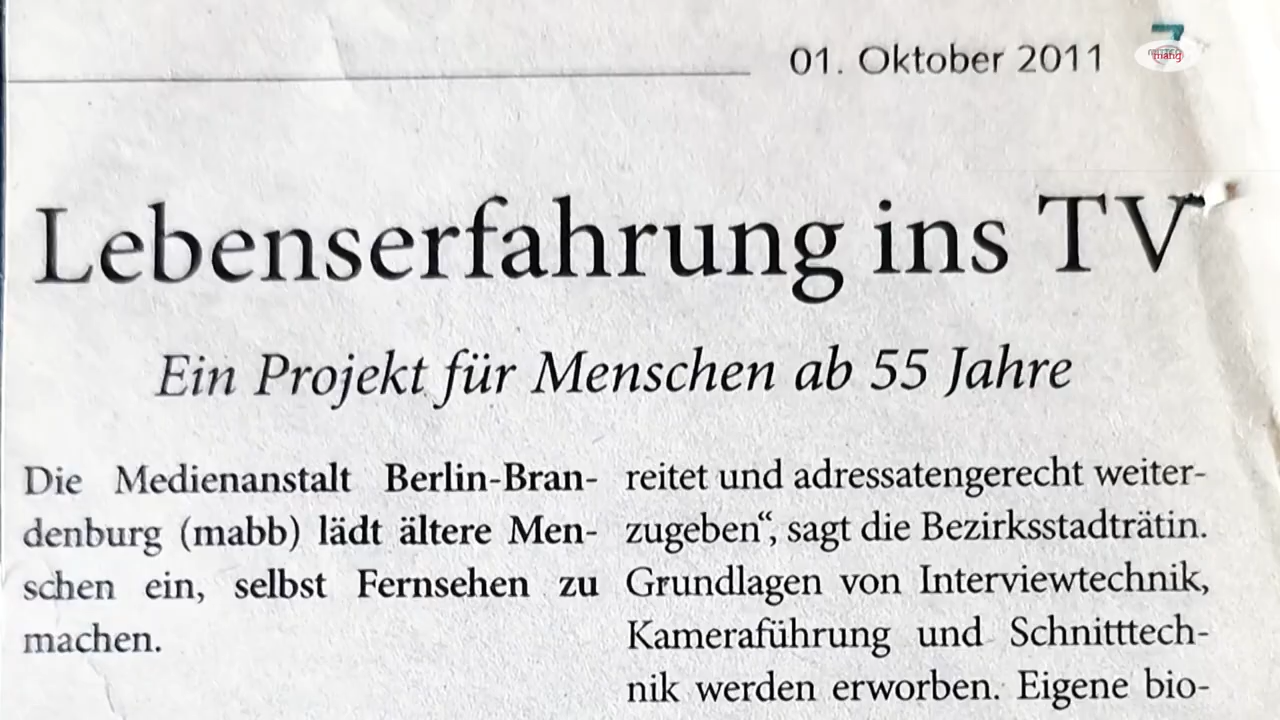 01. Oktober 2011
mang
Lebenserfahrung ins TV
Ein Projekt für Menschen ab 55 Jahre
Die Medienanstalt Berlin-Bran-
denburg (mabb) lädt ältere Men-
schen ein, selbst Fernsehen zu
machen.
reitet und adressatengerecht weiter-
zugeben“, sagt die Bezirksstadträtin.
Grundlagen von Interviewtechnik,
Kameraführung und Schnitttech-
nik werden erworben. Eigene bio-